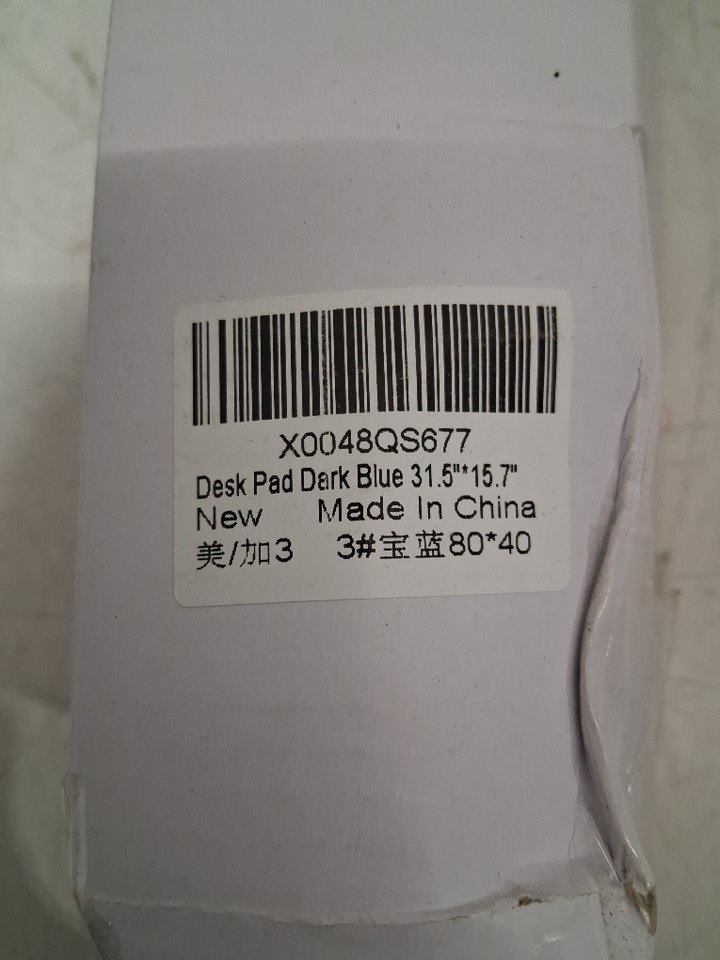 X0048QS677
Desk Pad Dark Blue 31.5"*15.7"
New Made In China
美/加3 3#宝蓝80*40